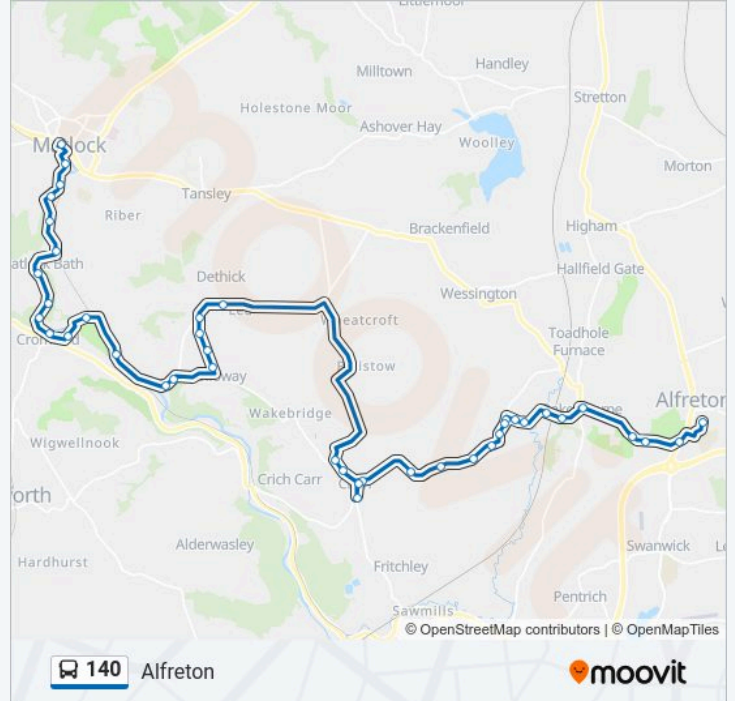 Littlemoor
Milltown
Handley
Stretton
Holestone Moor
Ashover Hay
Woolley
Matlock
Morton
Tansley
Riber
Brackenfield
Higham
Hallfield Gate
Dethick
Wessington
Toadhole
Furnace
Alfreton
Wakebridge
Wigwellnook
Crich Carr
Alderwasley
Hardhurst
Swanwick
Fritchley
Pentrich
Sawmills
© OpenStreetMap contributors | © OpenMapTiles
140 Alfreton
moovit